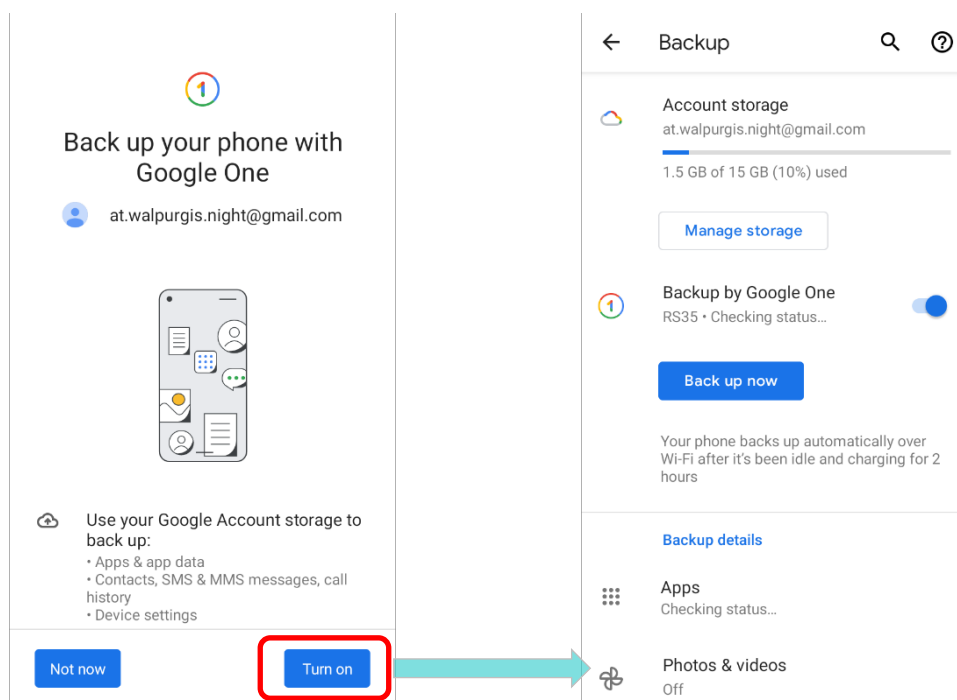 Back up your phone with
Google One
at.walpurgis.night@gmail.com
Use your Google Account storage to
back up:
• Apps & app data
• Contacts, SMS & MMS messages, call
history
• Device settings
Not now
Turn on
Backup
Account storage
at.walpurgis.night@gmail.com
1.5 GB of 15 GB (10%) used
Manage storage
Backup by Google One
RS35 • Checking status...
Back up now
Your phone backs up automatically over
Wi-Fi after it's been idle and charging for 2
hours
Backup details
Apps
Checking status...
Photos & videos
Off